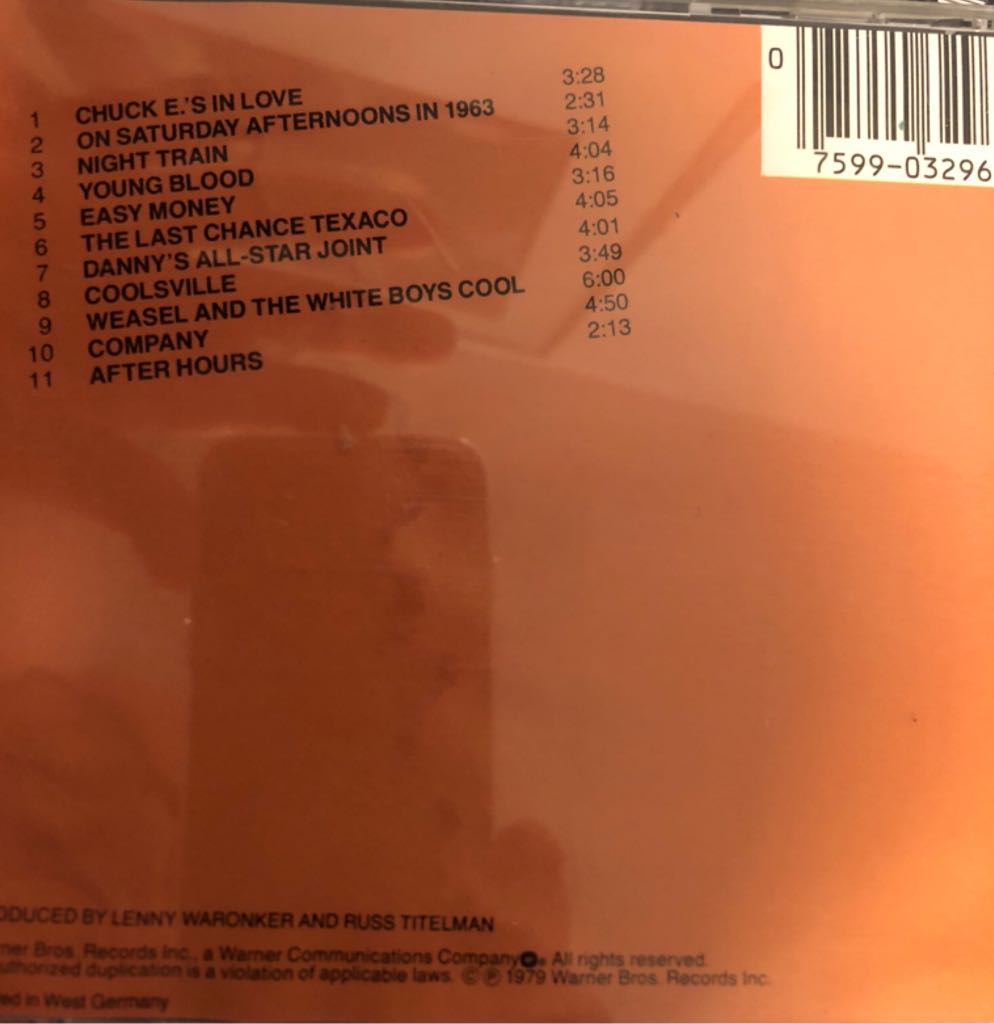 1 CHUCK E.'S IN LOVE 3:28
2 ON SATURDAY AFTERNOONS IN 1963 2:31
3 NIGHT TRAIN 3:14
4 YOUNG BLOOD 4:04
5 EASY MONEY 3:16
6 THE LAST CHANCE TEXACO 4:05
7 DANNY'S ALL-STAR JOINT 4:01
8 COOLSVILLE 3:49
9 WEASEL AND THE WHITE BOYS COOL 6:00
10 COMPANY 4:50
11 AFTER HOURS 2:13
0 7599-03296
ODUCED BY LENNY WARONKER AND RUSS TITELMAN
ner Bros. Records Inc., a Warner Communications Company. All rights reserved.
uthorized duplication is a violation of applicable laws. © ℗ 1979 Warner Bros. Records Inc.
ed in West Germany